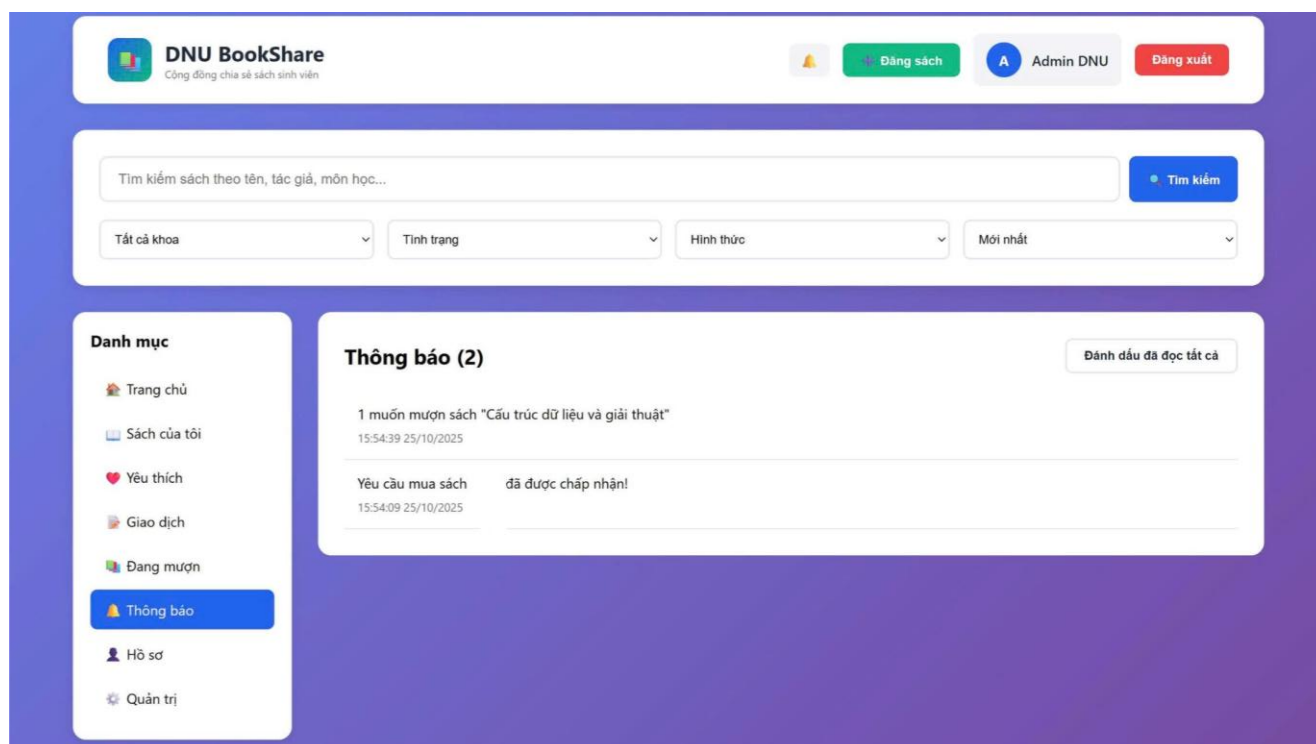 DNU BookShare
Cộng đồng chia sẻ sách sinh viên
Đăng sách
A
Admin DNU
Đăng xuất
Tìm kiếm sách theo tên, tác giả, môn học...
Tìm kiếm
Tất cả khoa
Tình trạng
Hình thức
Mới nhất
Danh mục
Trang chủ
Sách của tôi
Yêu thích
Giao dịch
Đang mượn
Thông báo
Hồ sơ
Quản trị
Thông báo (2)
Đánh dấu đã đọc tất cả
1 muốn mượn sách "Cấu trúc dữ liệu và giải thuật"
15:54:39 25/10/2025
Yêu cầu mua sách đã được chấp nhận!
15:54:09 25/10/2025